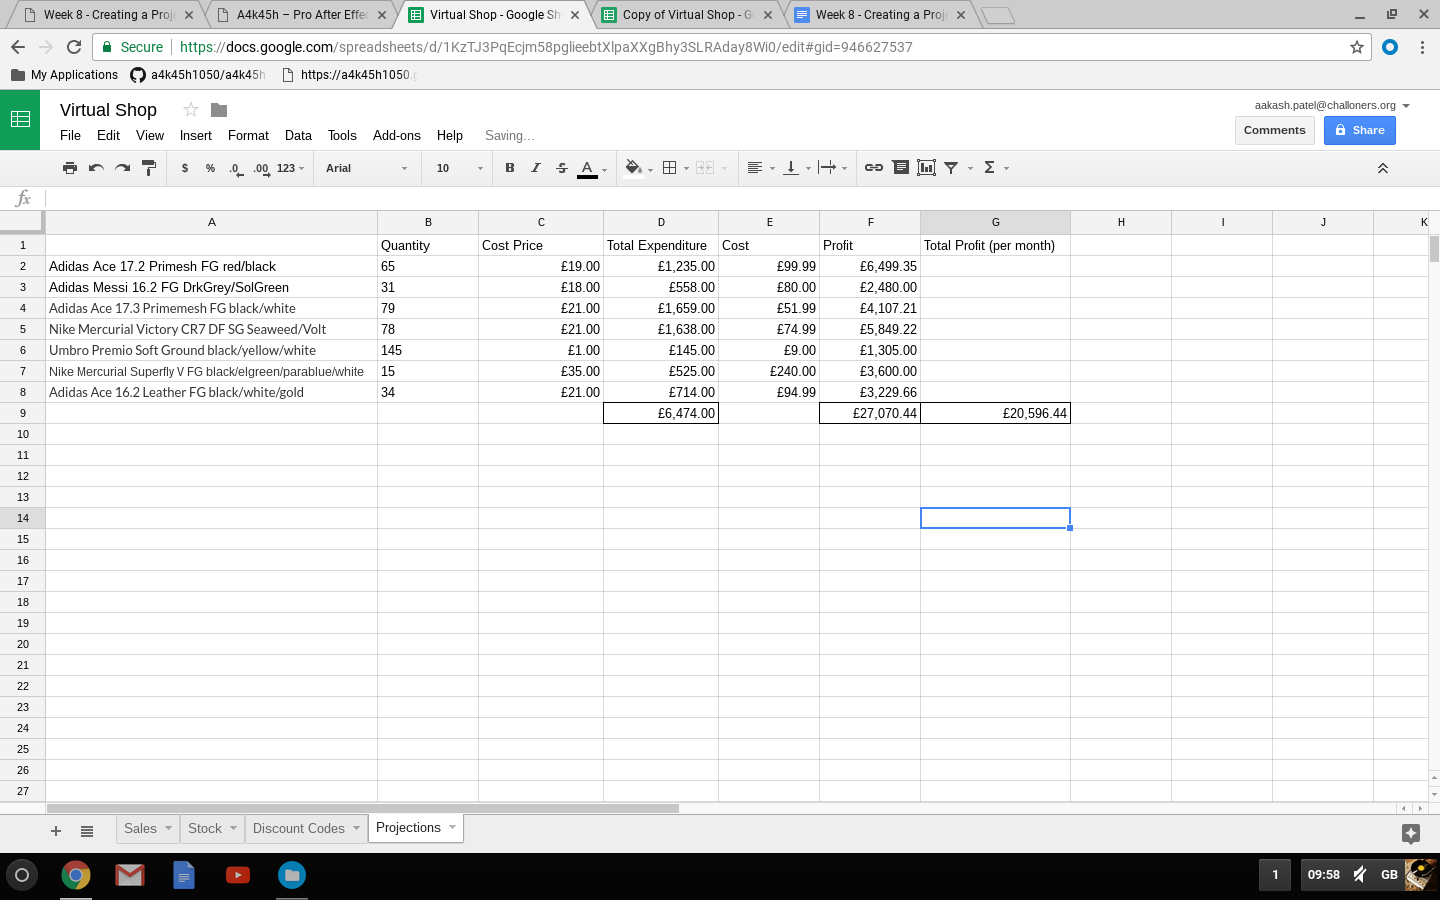 Week 8 - Creating a Proj
A4k45h – Pro After Effe
Virtual Shop - Google Sh
Copy of Virtual Shop - G
Week 8 - Creating a Proj
Secure
https://docs.google.com/spreadsheets/d/1KzTJ3PqEcjm58pglieebtXlpaXXgBhy3SLRAday8Wi0/edit#gid=946627537
My Applications a4k45h1050/a4k45h https://a4k45h1050.g
Virtual Shop
aakash.patel@challoners.org
File Edit View Insert Format Data Tools Add-ons Help Saving...
Comments Share
$ % .0 .00 123 Arial 10 B I S A Σ
fx
A B C D E F G H I J K
1 Quantity Cost Price Total Expenditure Cost Profit Total Profit (per month)
2 Adidas Ace 17.2 Primesh FG red/black 65 £19.00 £1,235.00 £99.99 £6,499.35
3 Adidas Messi 16.2 FG DrkGrey/SolGreen 31 £18.00 £558.00 £80.00 £2,480.00
4 Adidas Ace 17.3 Primemesh FG black/white 79 £21.00 £1,659.00 £51.99 £4,107.21
5 Nike Mercurial Victory CR7 DF SG Seaweed/Volt 78 £21.00 £1,638.00 £74.99 £5,849.22
6 Umbro Premio Soft Ground black/yellow/white 145 £1.00 £145.00 £9.00 £1,305.00
7 Nike Mercurial Superfly V FG black/elgreen/parablue/white 15 £35.00 £525.00 £240.00 £3,600.00
8 Adidas Ace 16.2 Leather FG black/white/gold 34 £21.00 £714.00 £94.99 £3,229.66
9 £6,474.00 £27,070.44 £20,596.44
10
11
12
13
14
15
16
17
18
19
20
21
22
23
24
25
26
27
Sales Stock Discount Codes Projections
1 09:58 GB